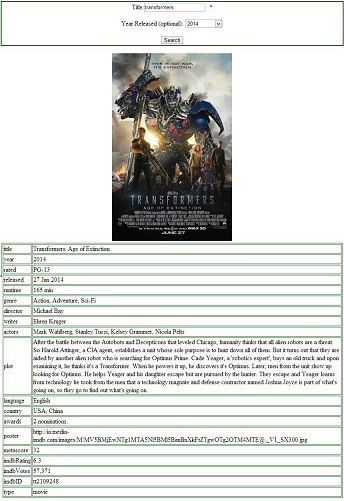 Title: transformers *
Year Released (optional): 2014
Search
THIS IS NOT WAR.
IT'S EXTINCTION.
TRANSFORMERS
AGE OF EXTINCTION
JUNE 27
title Transformers: Age of Extinction
year 2014
rated PG-13
released 27 Jun 2014
runtime 165 min
genre Action, Adventure, Sci-Fi
director Michael Bay
writer Ehren Kruger
actors Mark Wahlberg, Stanley Tucci, Kelsey Grammer, Nicola Peltz
After the battle between the Autobots and Decepticons that leveled Chicago, humanity thinks that all alien robots are a threat.
So Harold Attinger, a CIA agent, establishes a unit whose sole purpose is to hunt down all of them. But it turns out that they are
aided by another alien robot who is searching for Optimus Prime. Cade Yeager, a 'robotics expert', buys an old truck and upon
examining it, he thinks it's a Transformer. When he powers it up, he discovers it's Optimus. Later, men from the unit show up
plot looking for Optimus. He helps Yeager and his daughter escape but are pursued by the hunter. They escape and Yeager learns
from technology he took from the men that a technology magnate and defense contractor named Joshua Joyce is part of what's
going on, so they go to find out what's going on.
language English
country USA, China
awards 2 nominations.
poster http://ia.media-
metascore 32
imdbRating 6.3
imdbVotes 57,371
imdbID tt2109248
type movie